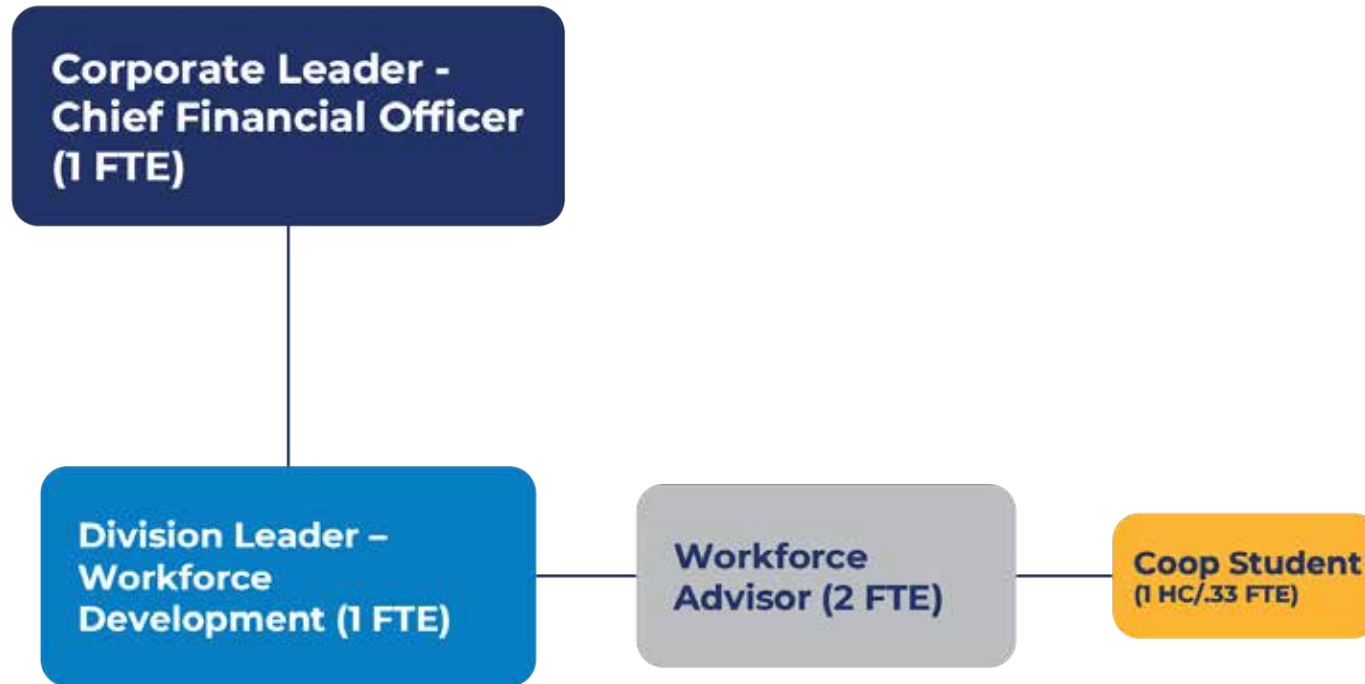 Corporate Leader -
Chief Financial Officer
(1 FTE)
Division Leader –
Workforce
Development (1 FTE)
Workforce
Advisor (2 FTE)
Coop Student
(1 HC/.33 FTE)